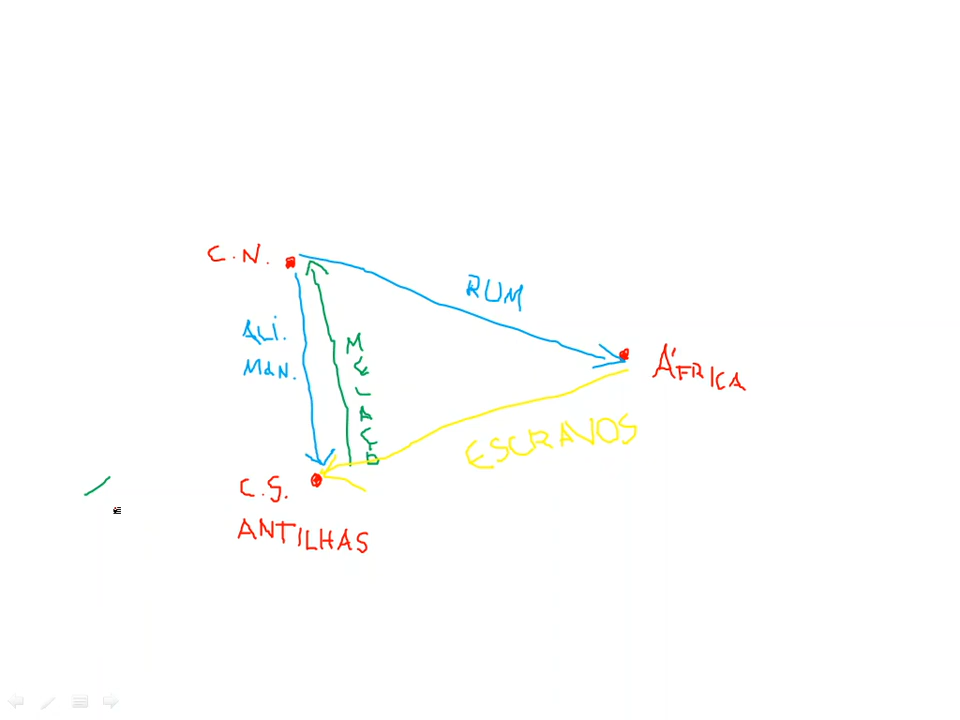 C.N.
RUM
ALI.
MAN.
MELAÇO
ÁFRICA
ESCRAVOS
C.S.
ANTILHAS